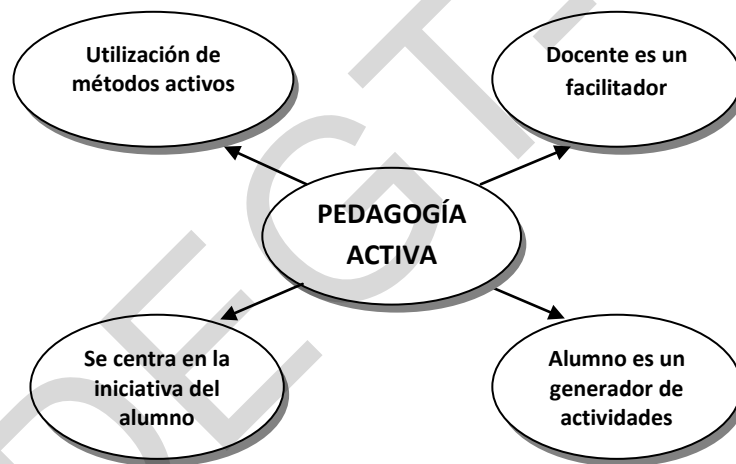 Utilización de
métodos activos
Docente es un
facilitador
PEDAGOGÍA
ACTIVA
Se centra en la
iniciativa del
alumno
Alumno es un
generador de
actividades